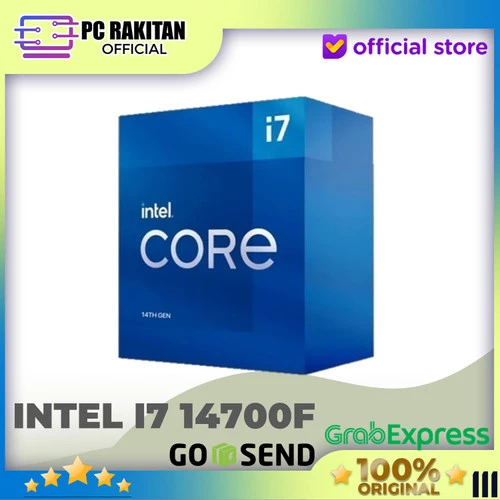 PC RAKITAN
OFFICIAL
official store
i7
intel.
CORE
14TH GEN
INTEL I7 14700F
GO SEND
GrabExpress
100%
ORIGINAL